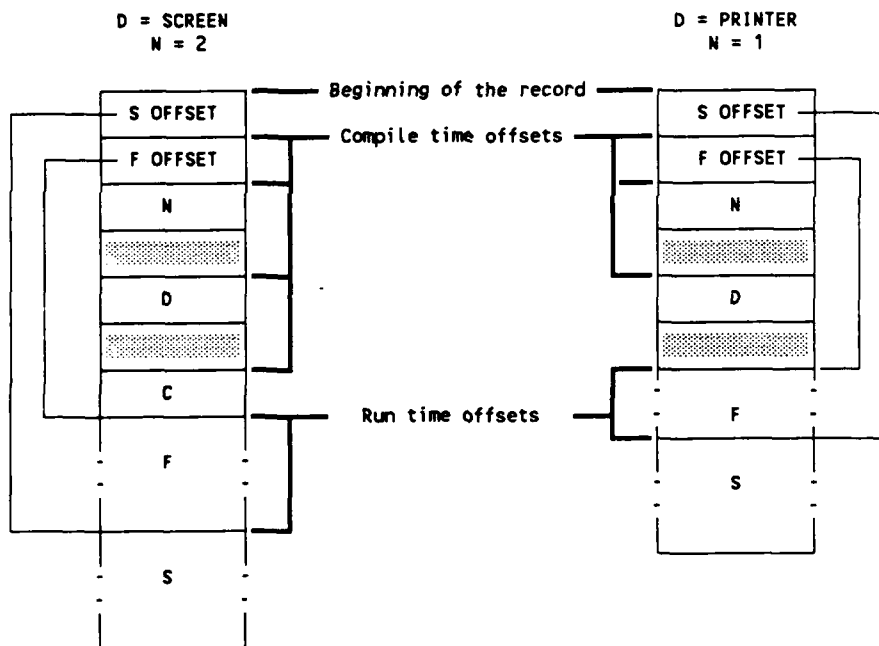 D = SCREEN
N = 2
D = PRINTER
N = 1
Beginning of the record
S OFFSET
S OFFSET
Compile time offsets
F OFFSET
F OFFSET
N
N
D
D
C
Run time offsets
F
F
S
S